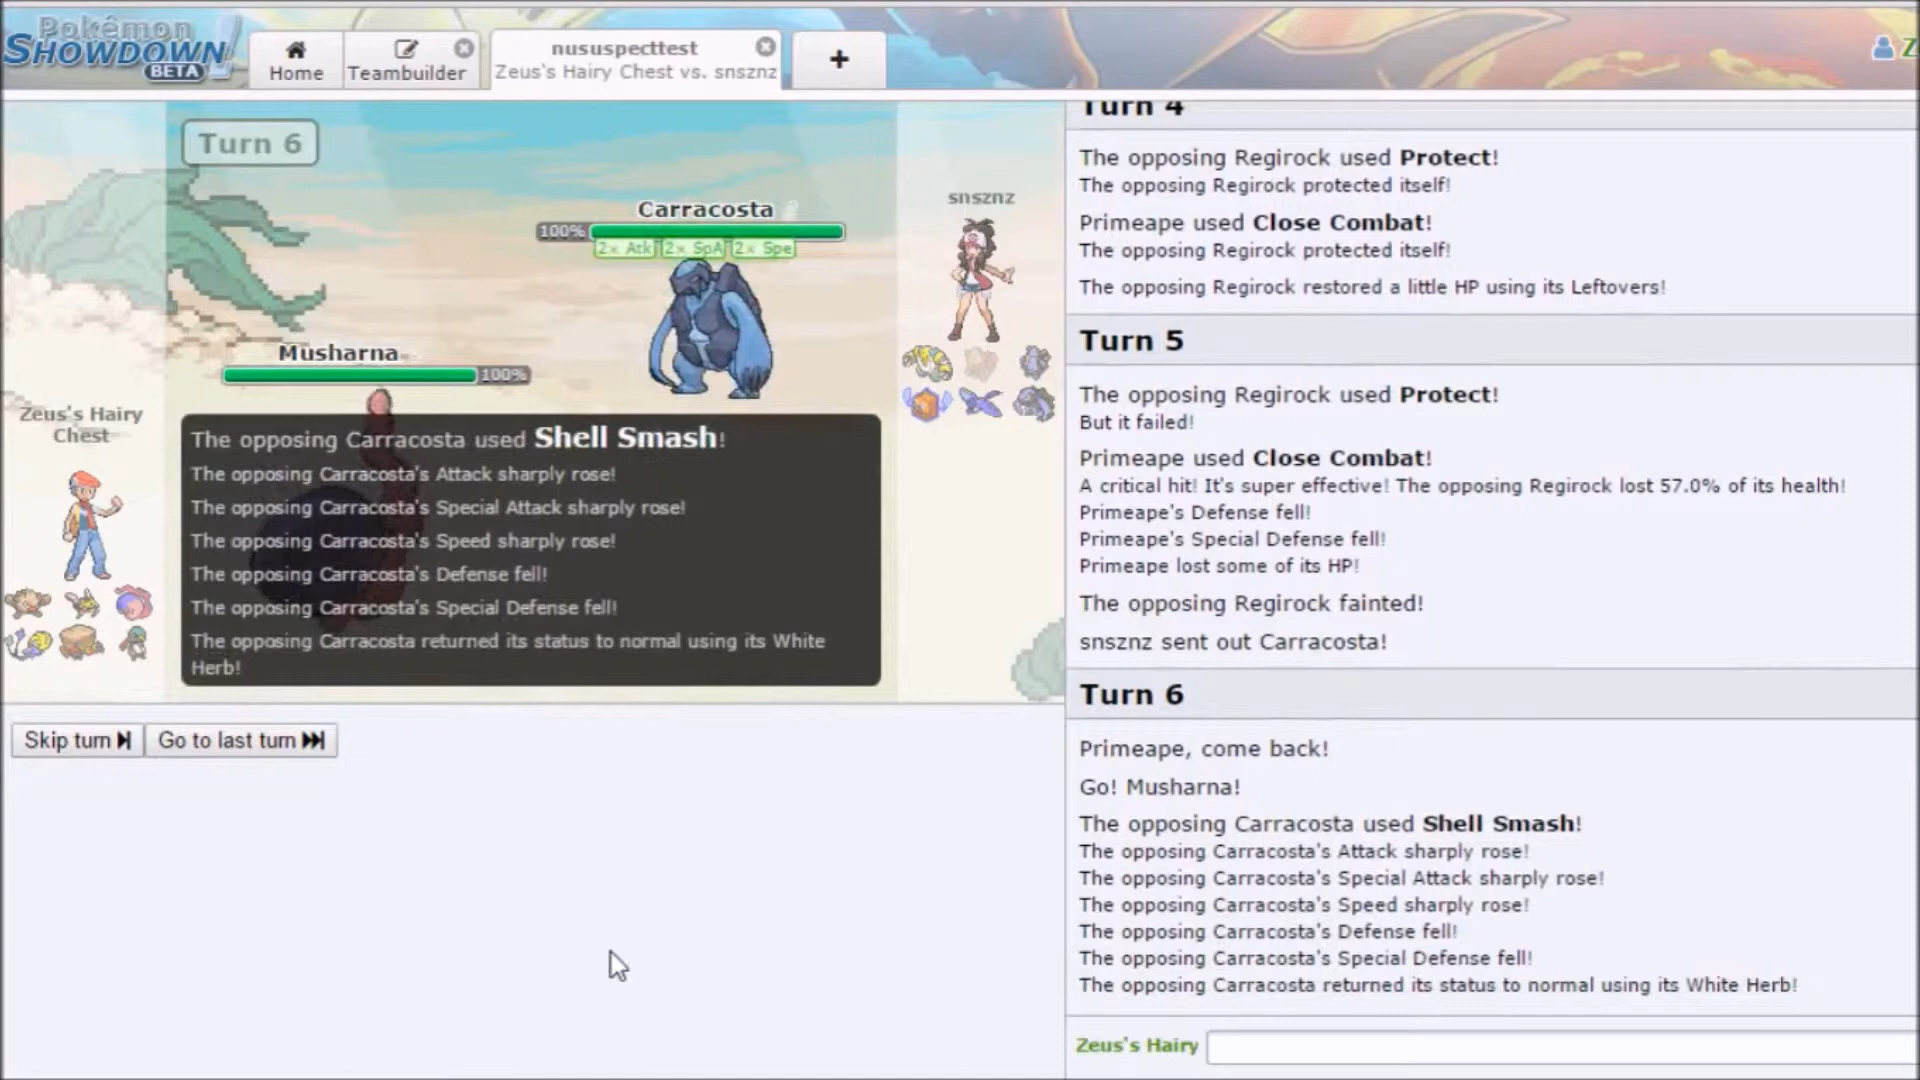 Pokémon
SHOWDOWN
BETA
Home
Teambuilder
nususpecttest
Zeus's Hairy Chest vs. snsznz
+
Z
Turn 6
Carracosta
100%
2× Atk 2× SpA 2× Spe
Musharna
100%
snsznz
Zeus's Hairy
Chest
The opposing Carracosta used Shell Smash!
The opposing Carracosta's Attack sharply rose!
The opposing Carracosta's Special Attack sharply rose!
The opposing Carracosta's Speed sharply rose!
The opposing Carracosta's Defense fell!
The opposing Carracosta's Special Defense fell!
The opposing Carracosta returned its status to normal using its White
Herb!
Skip turn
Go to last turn
Turn 4
The opposing Regirock used Protect!
The opposing Regirock protected itself!
Primeape used Close Combat!
The opposing Regirock protected itself!
The opposing Regirock restored a little HP using its Leftovers!
Turn 5
The opposing Regirock used Protect!
But it failed!
Primeape used Close Combat!
A critical hit! It's super effective! The opposing Regirock lost 57.0% of its health!
Primeape's Defense fell!
Primeape's Special Defense fell!
Primeape lost some of its HP!
The opposing Regirock fainted!
snsznz sent out Carracosta!
Turn 6
Primeape, come back!
Go! Musharna!
The opposing Carracosta used Shell Smash!
The opposing Carracosta's Attack sharply rose!
The opposing Carracosta's Special Attack sharply rose!
The opposing Carracosta's Speed sharply rose!
The opposing Carracosta's Defense fell!
The opposing Carracosta's Special Defense fell!
The opposing Carracosta returned its status to normal using its White Herb!
Zeus's Hairy